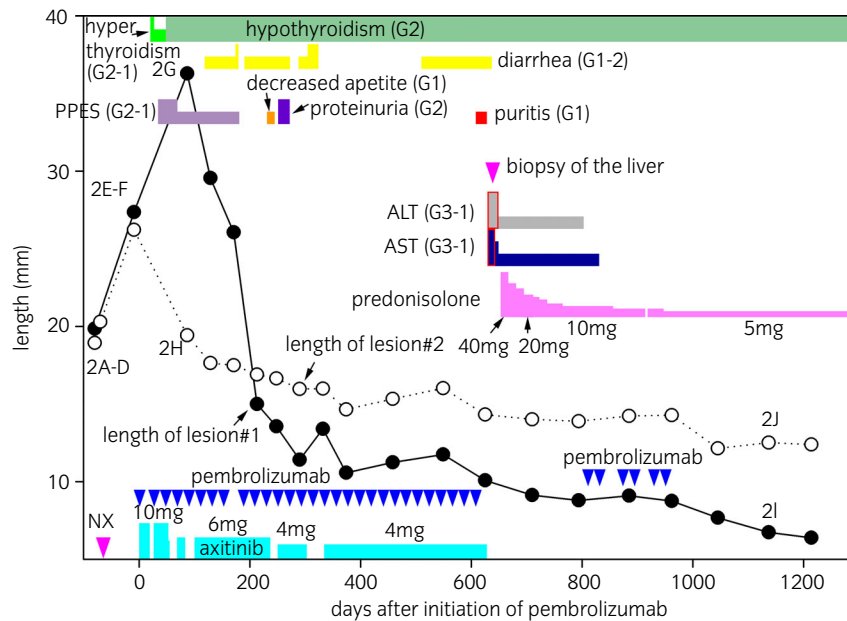 40
hyper
hypothyroidism (G2)
thyroidism
(G2-1)
2G
diarrhea (G1-2)
decreased apetite (G1)
PPES (G2-1)
proteinuria (G2)
puritis (G1)
30
biopsy of the liver
2E-F
ALT (G3-1)
AST (G3-1)
length (mm)
predonisolone
10mg
5mg
40mg
20mg
20
2A-D
2H
length of lesion#2
length of lesion#1
2J
pembrolizumab
pembrolizumab
10
2I
NX
10mg
6mg
4mg
4mg
axitinib
0
200
400
600
800
1000
1200
days after initiation of pembrolizumab